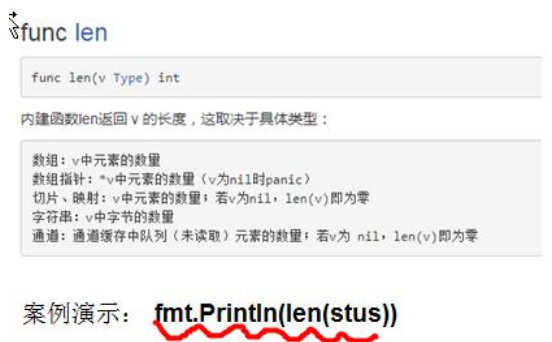 func len
func len(v Type) int
内建函数len返回 v 的长度，这取决于具体类型：
数组：v中元素的数量
数组指针：*v中元素的数量（v为nil时panic）
切片、映射：v中元素的数量；若v为nil，len(v)即为零
字符串：v中字节的数量
通道：通道缓存中队列（未读取）元素的数量；若v为 nil，len(v)即为零
案例演示： fmt.Println(len(stus))